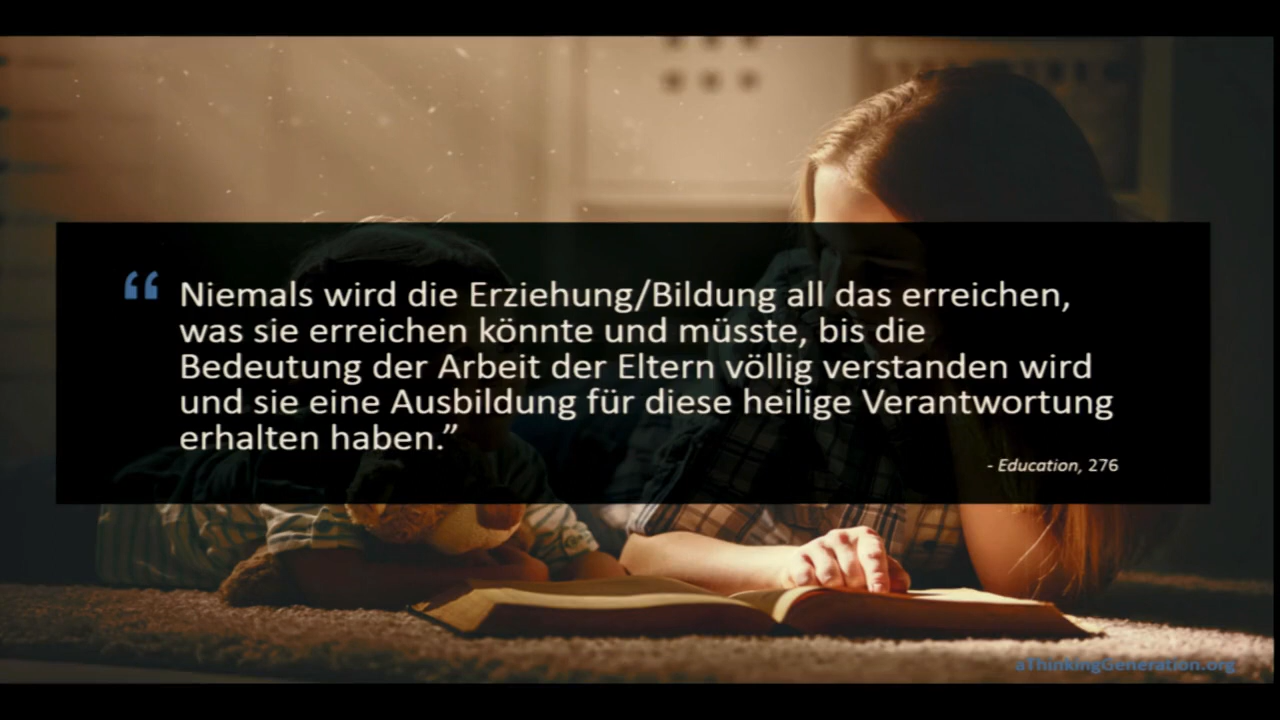 “ Niemals wird die Erziehung/Bildung all das erreichen,
was sie erreichen könnte und müsste, bis die
Bedeutung der Arbeit der Eltern völlig verstanden wird
und sie eine Ausbildung für diese heilige Verantwortung
erhalten haben.”
- Education, 276
aThinkingGeneration.org